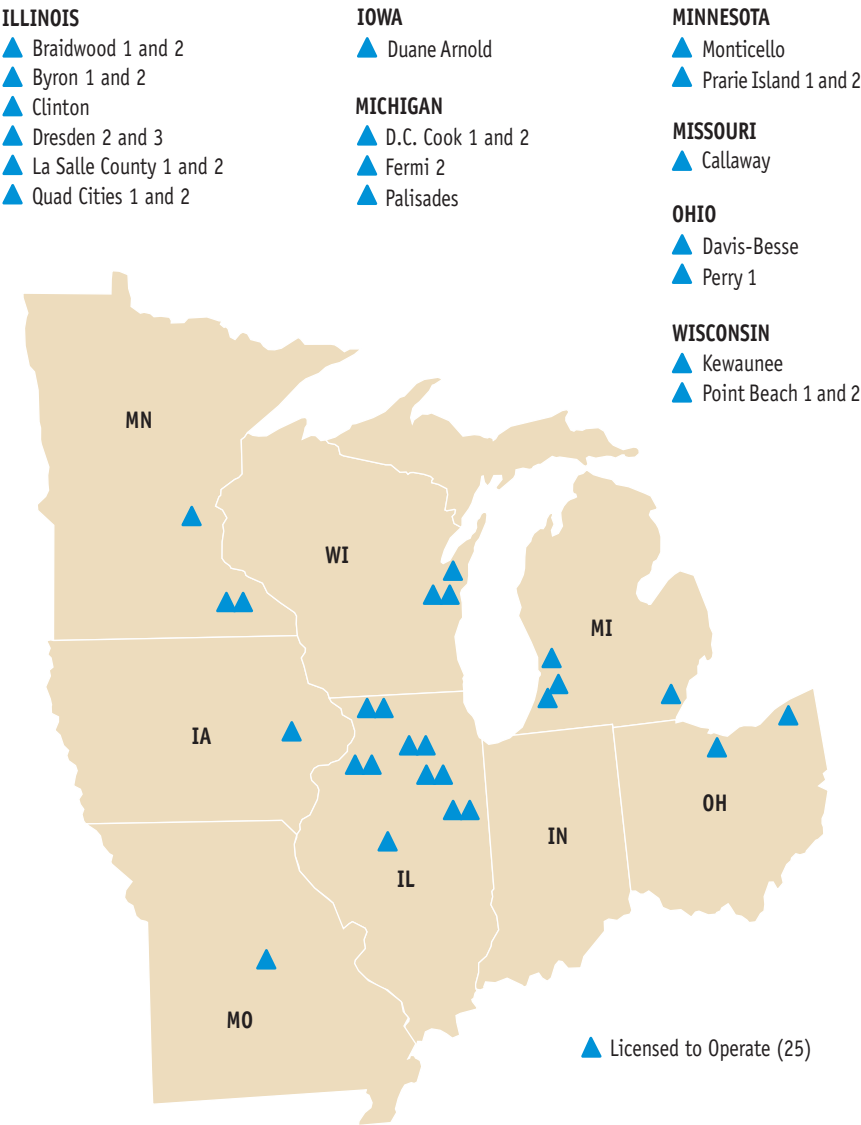 ILLINOIS
Braidwood 1 and 2
Byron 1 and 2
Clinton
Dresden 2 and 3
La Salle County 1 and 2
Quad Cities 1 and 2
IOWA
Duane Arnold
MICHIGAN
D.C. Cook 1 and 2
Fermi 2
Palisades
MINNESOTA
Monticello
Prarie Island 1 and 2
MISSOURI
Callaway
OHIO
Davis-Besse
Perry 1
WISCONSIN
Kewaunee
Point Beach 1 and 2
MN
WI
MI
IA
OH
IN
IL
MO
Licensed to Operate (25)